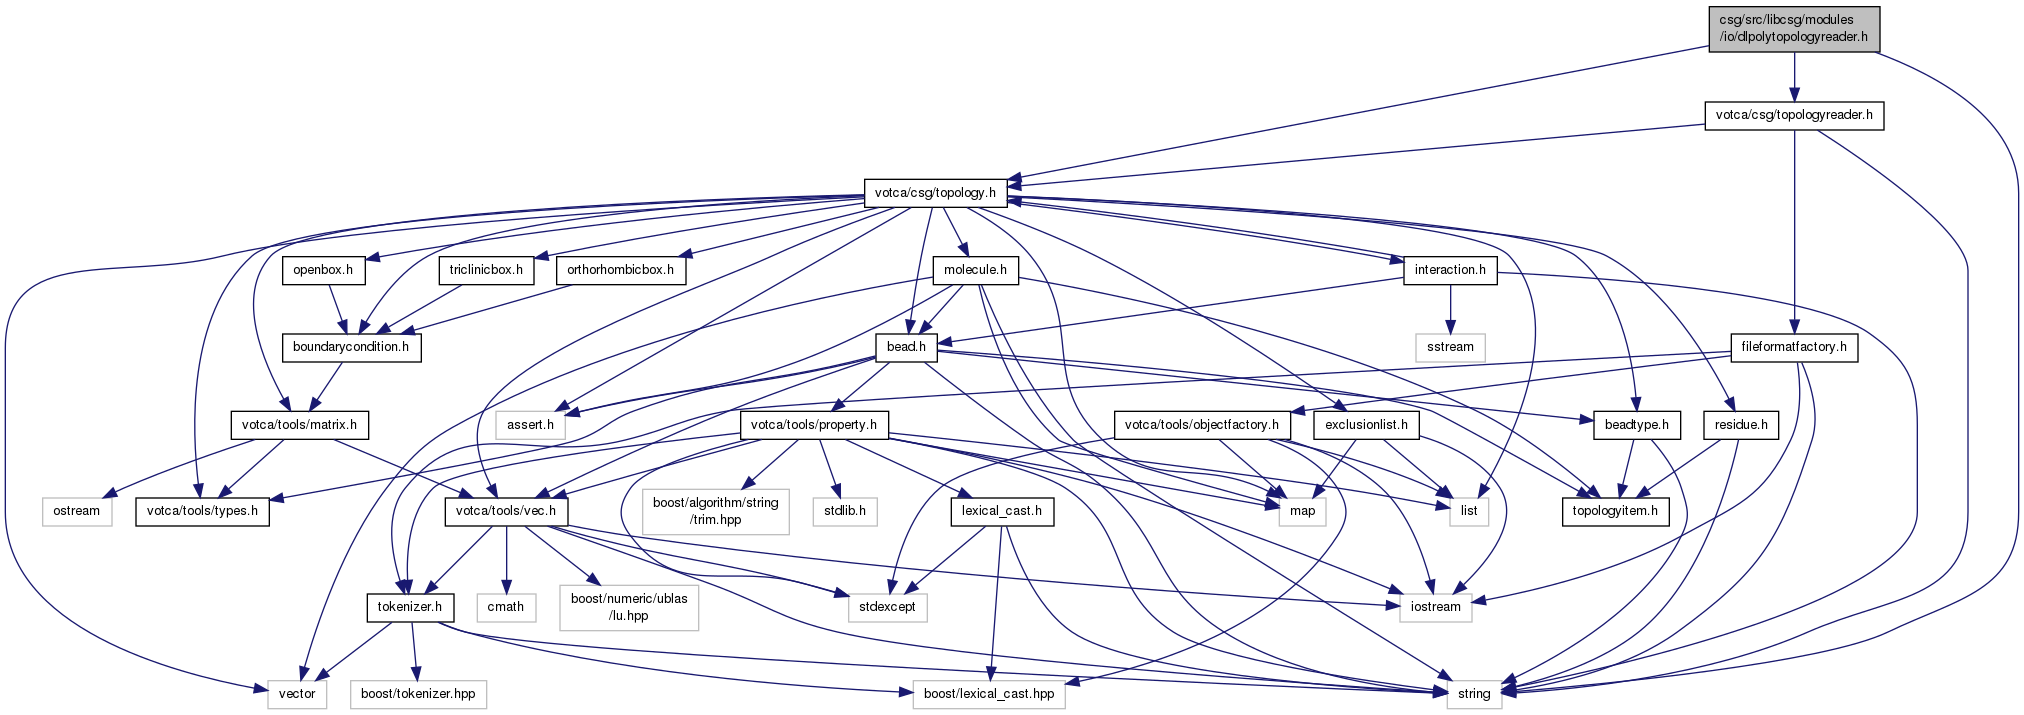 csg/src/libcsg/modules
/io/dlpolytopologyreader.h
votca/csg/topologyreader.h
votca/csg/topology.h
openbox.h
triclinicbox.h
orthorhombicbox.h
molecule.h
interaction.h
boundarycondition.h
bead.h
sstream
fileformatfactory.h
votca/tools/matrix.h
assert.h
votca/tools/property.h
votca/tools/objectfactory.h
exclusionlist.h
beadtype.h
residue.h
ostream
votca/tools/types.h
votca/tools/vec.h
boost/algorithm/string
/trim.hpp
stdlib.h
lexical_cast.h
map
list
topologyitem.h
tokenizer.h
cmath
boost/numeric/ublas
/lu.hpp
stdexcept
iostream
vector
boost/tokenizer.hpp
boost/lexical_cast.hpp
string